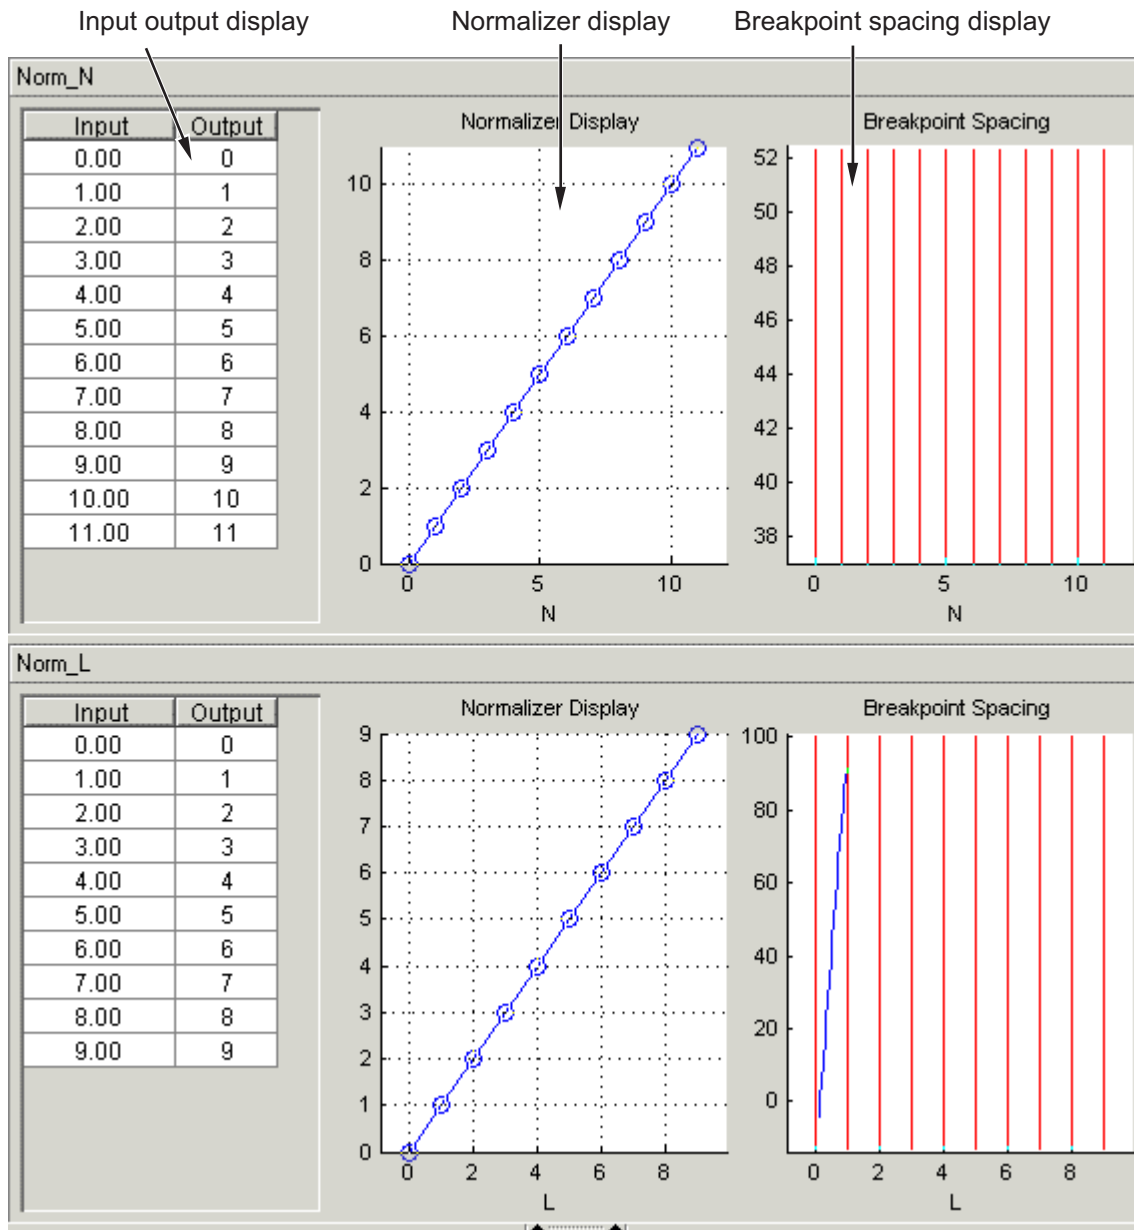 Input output display
Normalizer display
Breakpoint spacing display
Norm_N
Input Output
0.00 0
1.00 1
2.00 2
3.00 3
4.00 4
5.00 5
6.00 6
7.00 7
8.00 8
9.00 9
10.00 10
11.00 11
Normalizer Display
10
8
6
4
2
0
0 5 10
N
Breakpoint Spacing
52
50
48
46
44
42
40
38
0 5 10
N
Norm_L
Input Output
0.00 0
1.00 1
2.00 2
3.00 3
4.00 4
5.00 5
6.00 6
7.00 7
8.00 8
9.00 9
Normalizer Display
9
8
7
6
5
4
3
2
1
0
0 2 4 6 8
L
Breakpoint Spacing
100
80
60
40
20
0
0 2 4 6 8
L